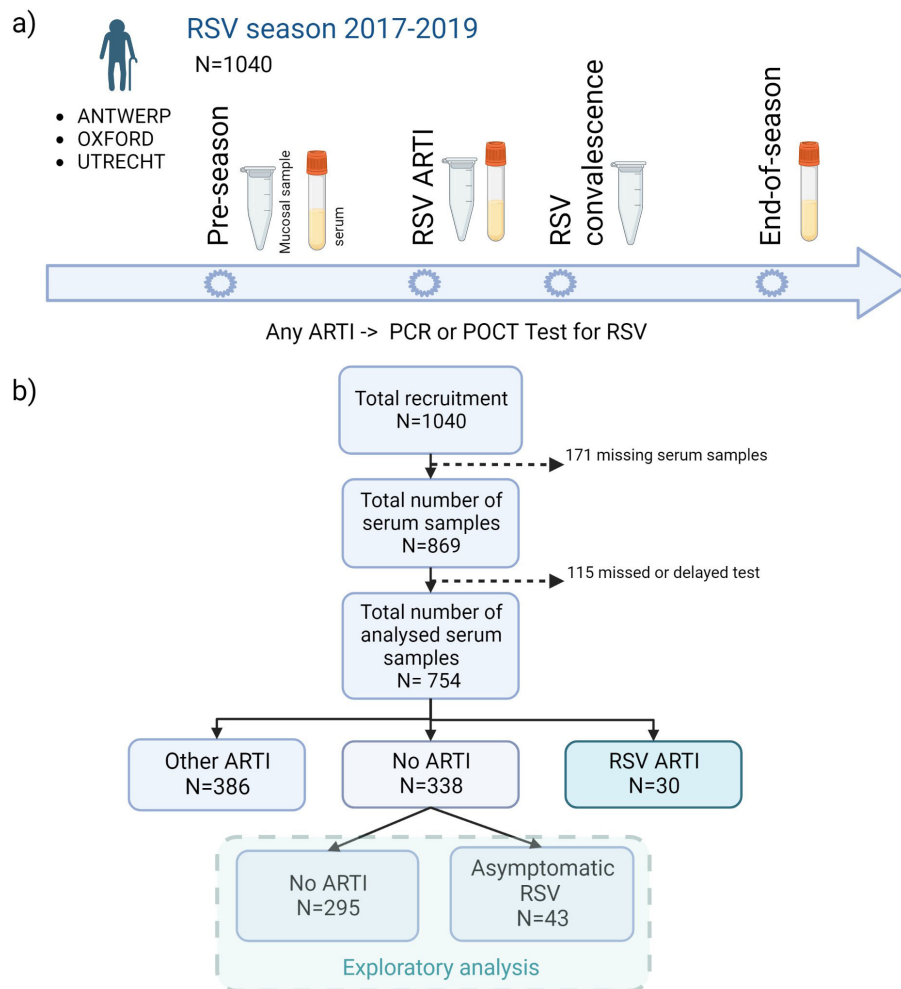 a)
RSV season 2017-2019
N=1040
• ANTWERP
• OXFORD
• UTRECHT
Pre-season
Mucosal sample
serum
RSV ARTI
RSV
convalescence
End-of-season
Any ARTI -> PCR or POCT Test for RSV
b)
Total recruitment
N=1040
171 missing serum samples
Total number of
serum samples
N=869
115 missed or delayed test
Total number of
analysed serum
samples
N= 754
Other ARTI
N=386
No ARTI
N=338
RSV ARTI
N=30
No ARTI
N=295
Asymptomatic
RSV
N=43
Exploratory analysis